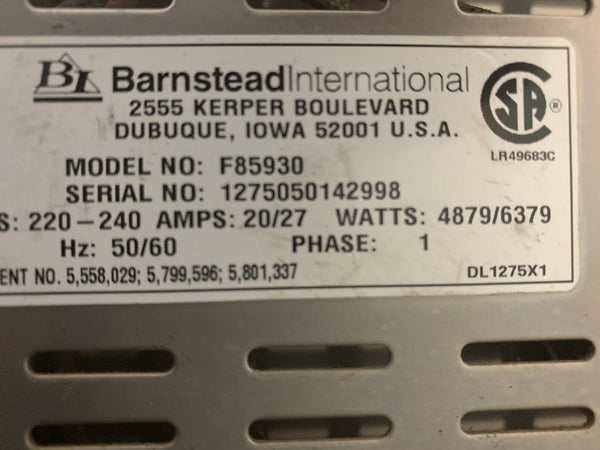 BI BarnsteadInternational
2555 KERPER BOULEVARD
DUBUQUE, IOWA 52001 U.S.A.
SA ®
LR49683C
MODEL NO: F85930
SERIAL NO: 1275050142998
S: 220-240 AMPS: 20/27 WATTS: 4879/6379
Hz: 50/60 PHASE: 1
ENT NO. 5,558,029; 5,799,596; 5,801,337 DL1275X1